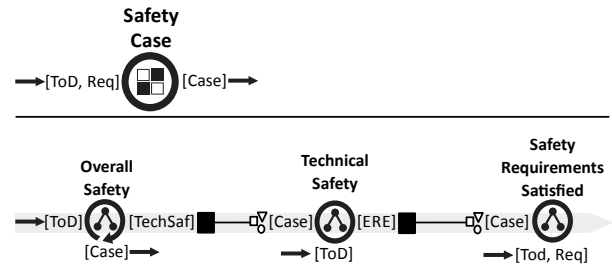 Safety
Case
[ToD, Req] [Case]
Overall
Safety
Technical
Safety
Safety
Requirements
Satisfied
[ToD] [TechSaf] [Case] [ERE] [Case]
[Case] [ToD] [Tod, Req]